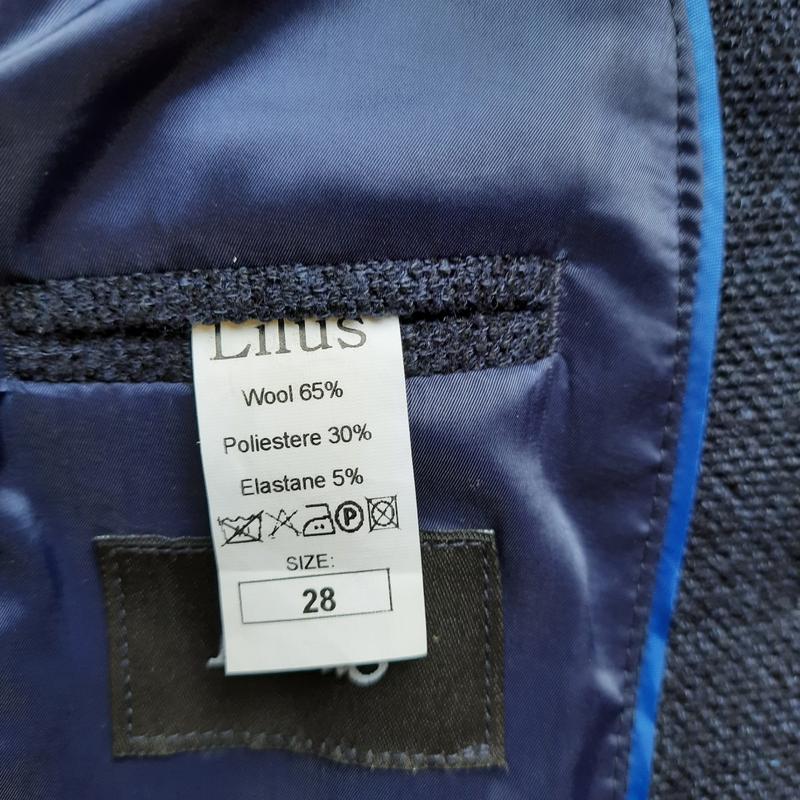 Lilus
Wool 65%
Poliestere 30%
Elastane 5%
P
SIZE:
28